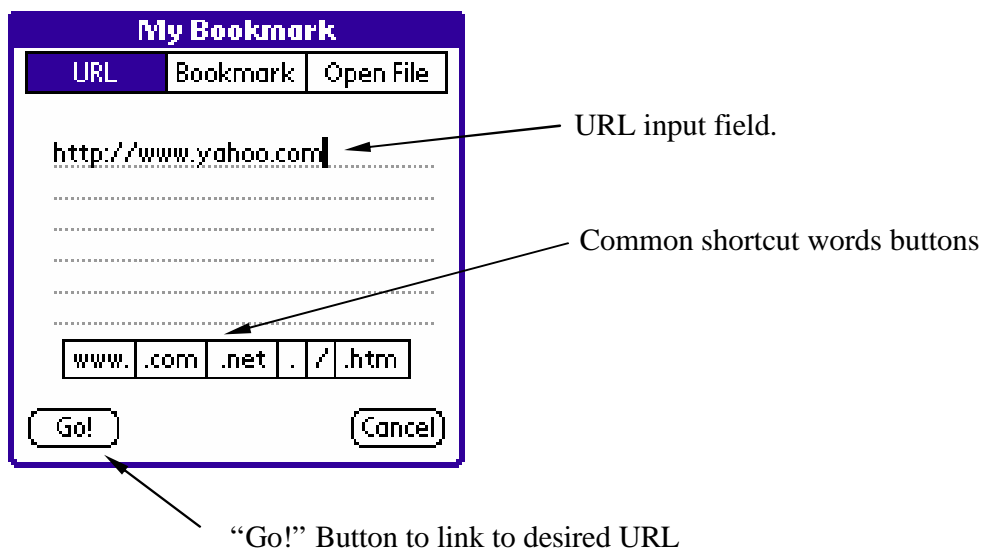 My Bookmark
URL Bookmark Open File
URL input field.
http://www.yahoo.com
Common shortcut words buttons
www. .com .net . / .htm
Go! Cancel
“Go!” Button to link to desired URL